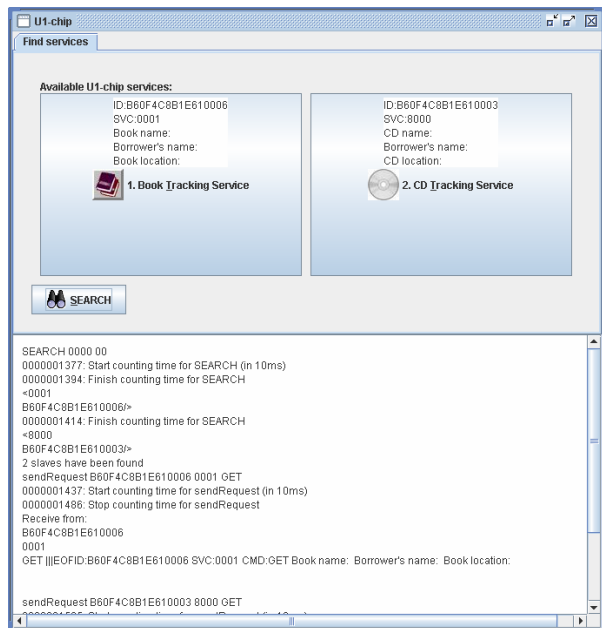 U1-chip
Find services
Available U1-chip services:
ID:B60F4C8B1E610006
SVC:0001
Book name:
Borrower's name:
Book location:
1. Book Tracking Service
ID:B60F4C8B1E610003
SVC:8000
CD name:
Borrower's name:
CD location:
2. CD Tracking Service
SEARCH
SEARCH 0000 00
0000001377: Start counting time for SEARCH (in 10ms)
0000001394: Finish counting time for SEARCH
<0001
B60F4C8B1E610006/>
0000001414: Finish counting time for SEARCH
<8000
B60F4C8B1E610003/>
2 slaves have been found
sendRequest B60F4C8B1E610006 0001 GET
0000001437: Start counting time for sendRequest (in 10ms)
0000001486: Stop counting time for sendRequest
Receive from:
B60F4C8B1E610006
0001
GET |||EOFID:B60F4C8B1E610006 SVC:0001 CMD:GET Book name: Borrower's name: Book location:
sendRequest B60F4C8B1E610003 8000 GET